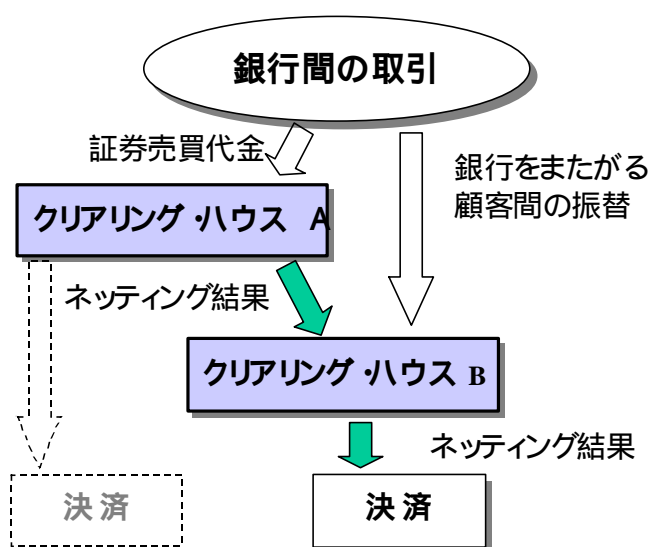 銀行間の取引
証券売買代金
銀行をまたがる
顧客間の振替
クリアリング・ハウス A
ネッティング結果
クリアリング・ハウス B
ネッティング結果
決済
決済